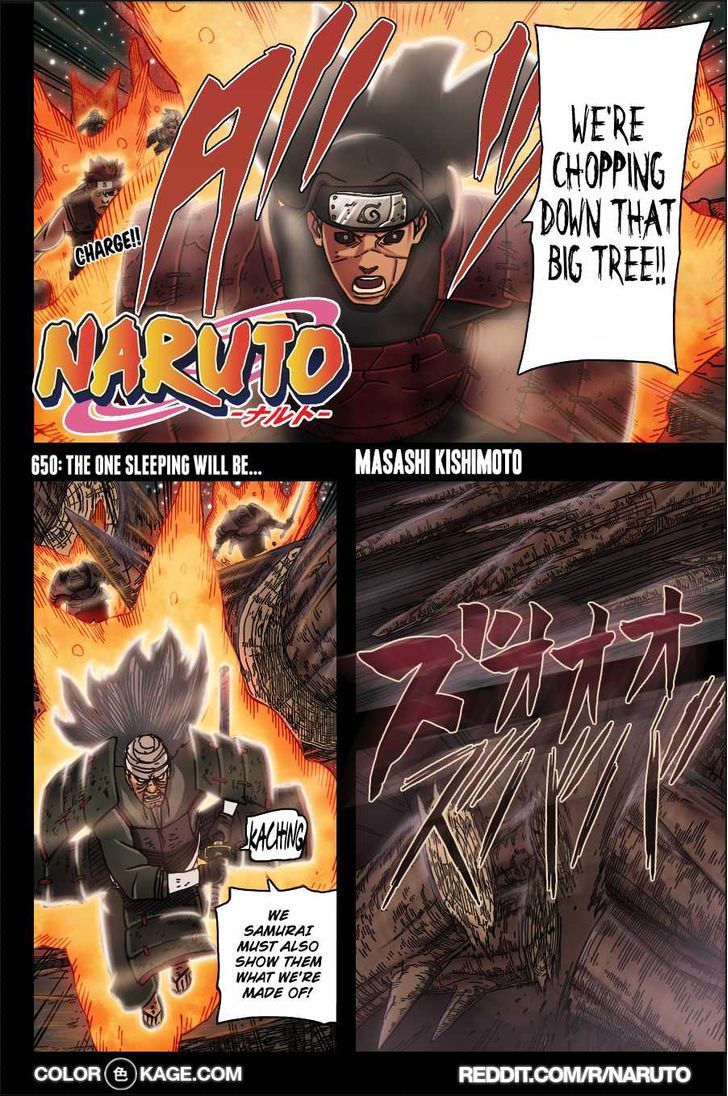 WE'RE
CHOPPING
DOWN THAT
BIG TREE!!
ダッ
CHARGE!!
NARUTO
-ナルト-
650: THE ONE SLEEPING WILL BE...
MASASHI KISHIMOTO
KACHING
WE
SAMURAI
MUST ALSO
SHOW THEM
WHAT WE'RE
MADE OF!
ズオオオ
COLOR 色 KAGE.COM
REDDIT.COM/R/NARUTO